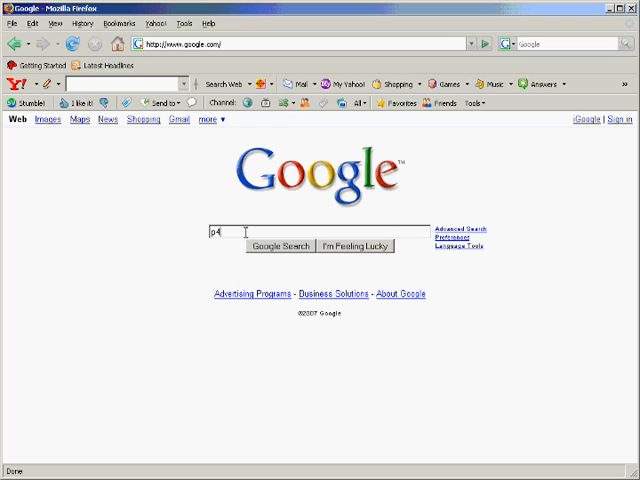 Google - Mozilla Firefox
File Edit View History Bookmarks Yahoo! Tools Help
http://www.google.com/ Google
Getting Started Latest Headlines
Y! Search Web Mail My Yahoo! Shopping Games Music Answers »
Stumble! I like it! Send to Channel: All Favorites Friends Tools
Web Images Maps News Shopping Gmail more ▼ iGoogle | Sign in
Google™
p4
Advanced Search
Preferences
Language Tools
Google Search I'm Feeling Lucky
Advertising Programs - Business Solutions - About Google
©2007 Google
Done